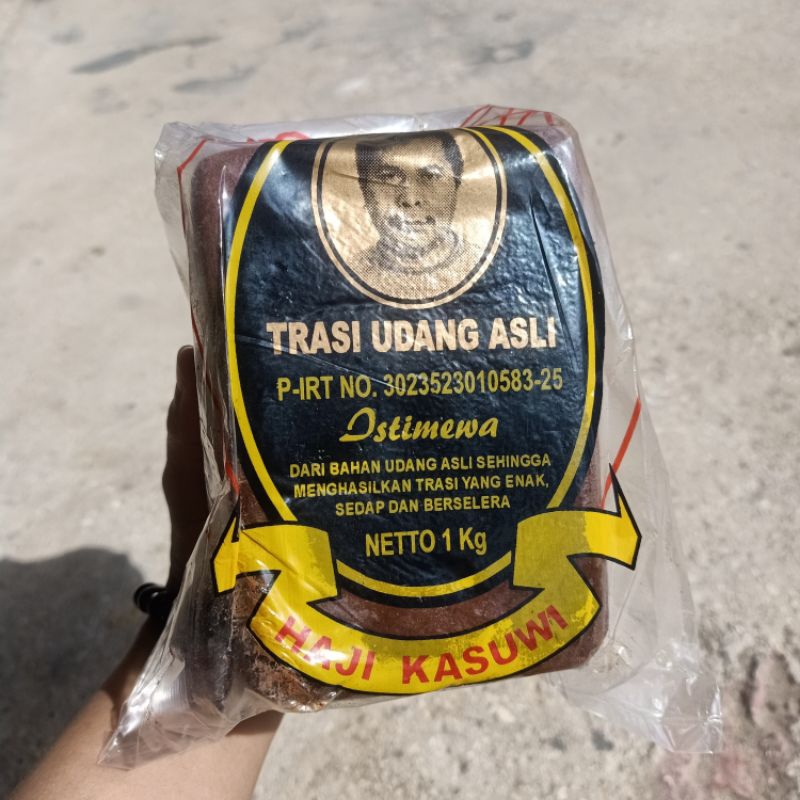 TRASI UDANG ASLI
P-IRT NO. 3023523010583-25
Istimewa
DARI BAHAN UDANG ASLI SEHINGGA
MENGHASILKAN TRASI YANG ENAK,
SEDAP DAN BERSELERA
NETTO 1 Kg
HAJI KASUWI